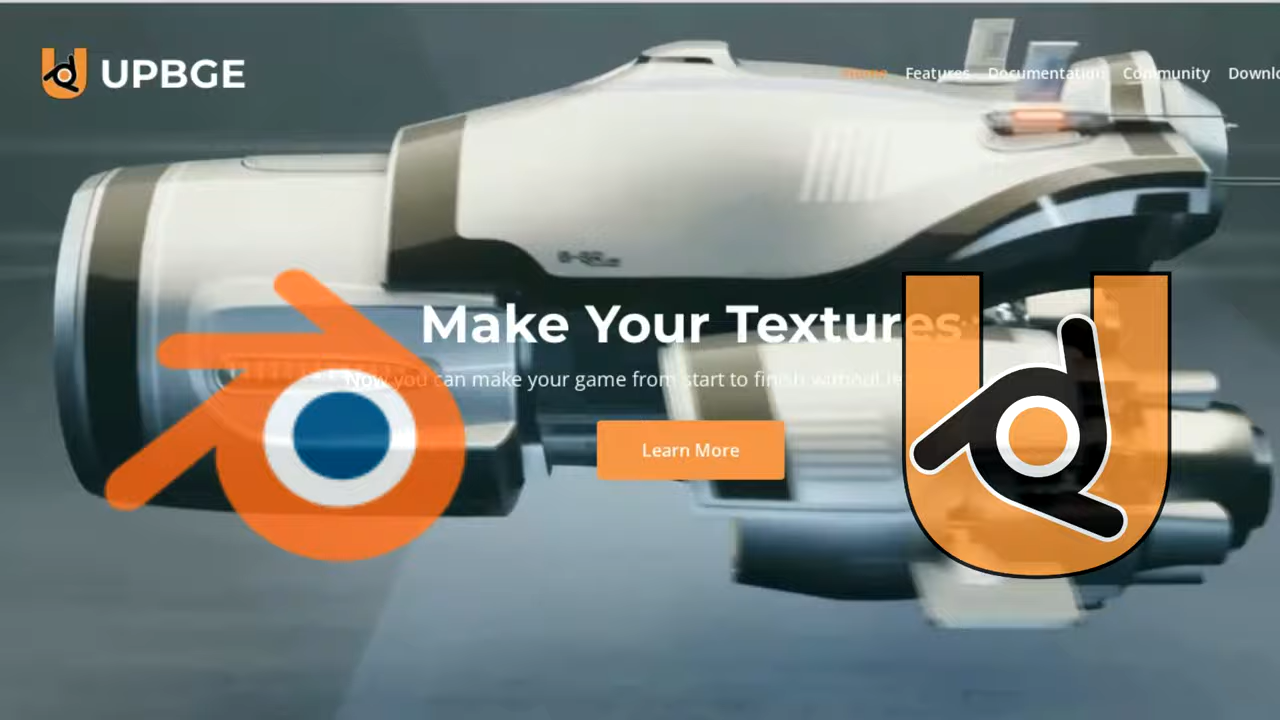 UPBGE
Home Features Documentation Community Downlo
Make Your Textures
Now you can make your game from start to finish without le
Learn More